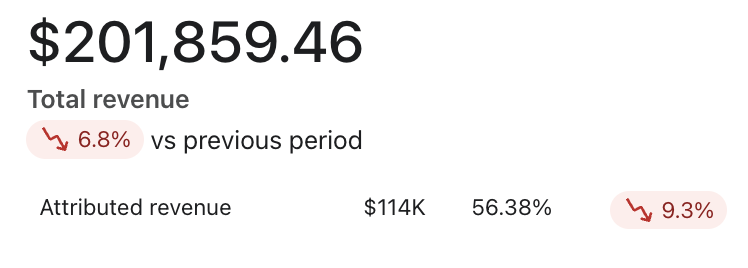 $201,859.46
Total revenue
6.8% vs previous period
Attributed revenue $114K 56.38% 9.3%